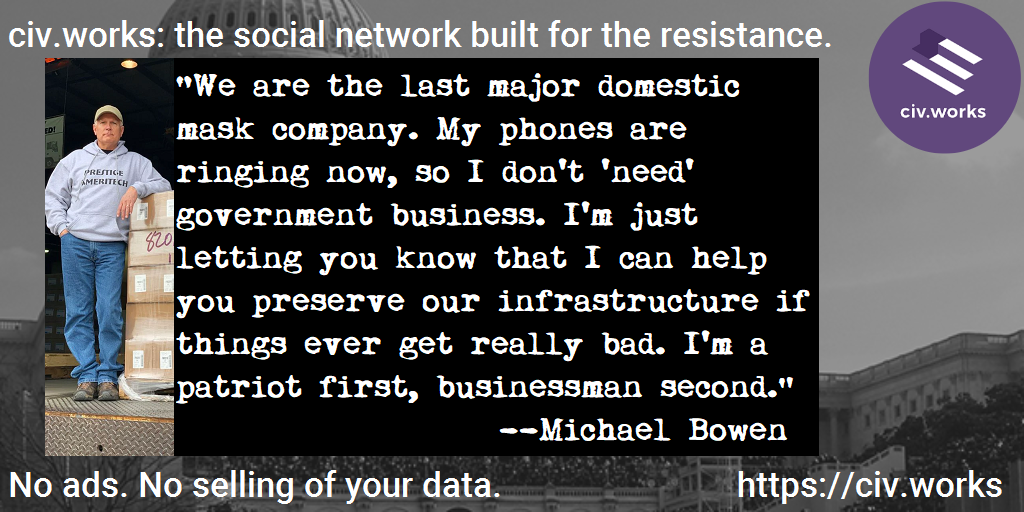 civ.works: the social network built for the resistance.
civ.works
"We are the last major domestic
mask company. My phones are
ringing now, so I don't 'need'
government business. I'm just
letting you know that I can help
you preserve our infrastructure if
things ever get really bad. I'm a
patriot first, businessman second."
--Michael Bowen
ED!
PRESTIGE
AMERITECH
820
No ads. No selling of your data.
https://civ.works